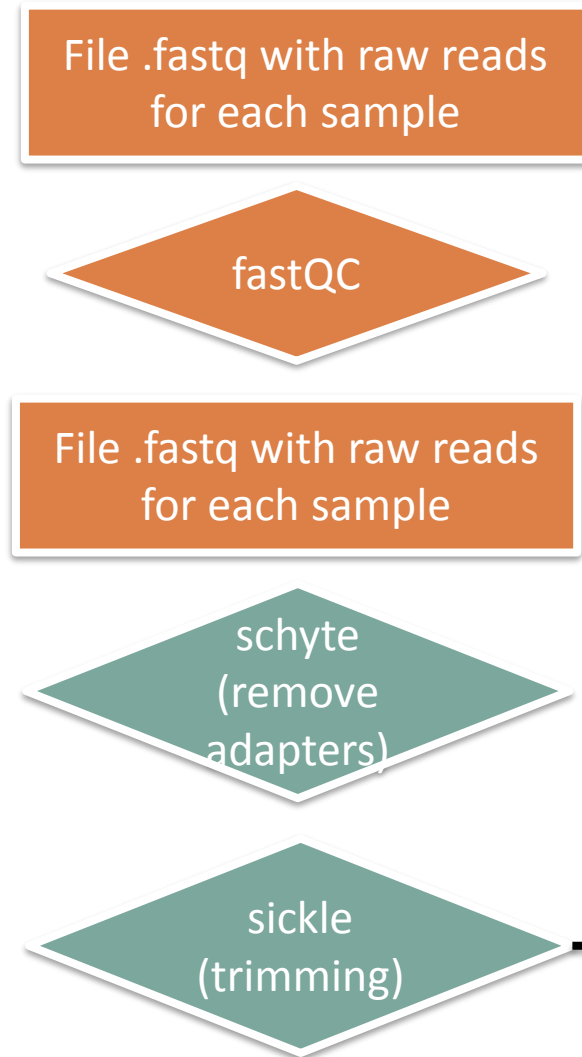 File .fastq with raw reads
for each sample
fastQC
File .fastq with raw reads
for each sample
schyte
(remove
adapters)
sickle
(trimming)